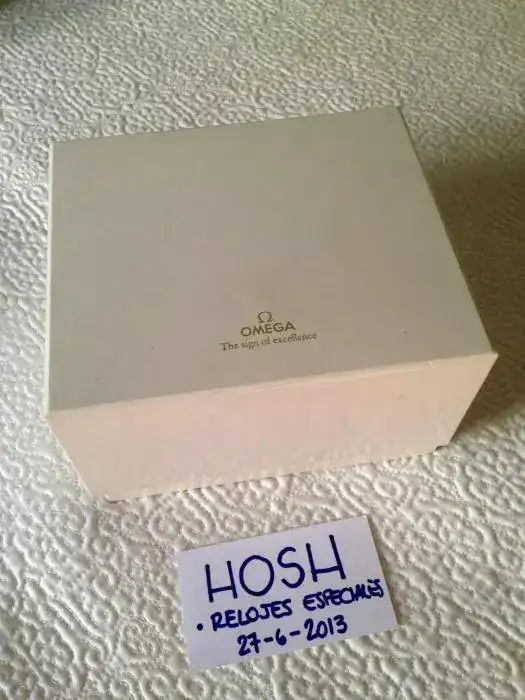 Ω
OMEGA
The sign of excellence
HOSH
• RELOJES ESPECIALES
27-6-2013